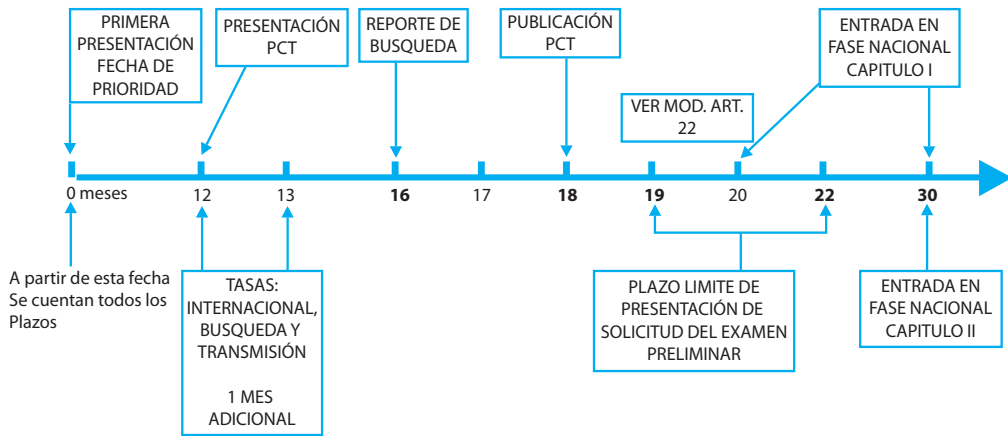 PRIMERA
PRESENTACIÓN
FECHA DE
PRIORIDAD
PRESENTACIÓN
PCT
REPORTE DE
BUSQUEDA
PUBLICACIÓN
PCT
VER MOD. ART.
22
ENTRADA EN
FASE NACIONAL
CAPITULO I
0 meses
12
13
16
17
18
19
20
22
30
A partir de esta fecha
Se cuentan todos los
Plazos
TASAS:
INTERNACIONAL,
BUSQUEDA Y
TRANSMISIÓN
1 MES
ADICIONAL
PLAZO LIMITE DE
PRESENTACIÓN DE
SOLICITUD DEL EXAMEN
PRELIMINAR
ENTRADA EN
FASE NACIONAL
CAPITULO II